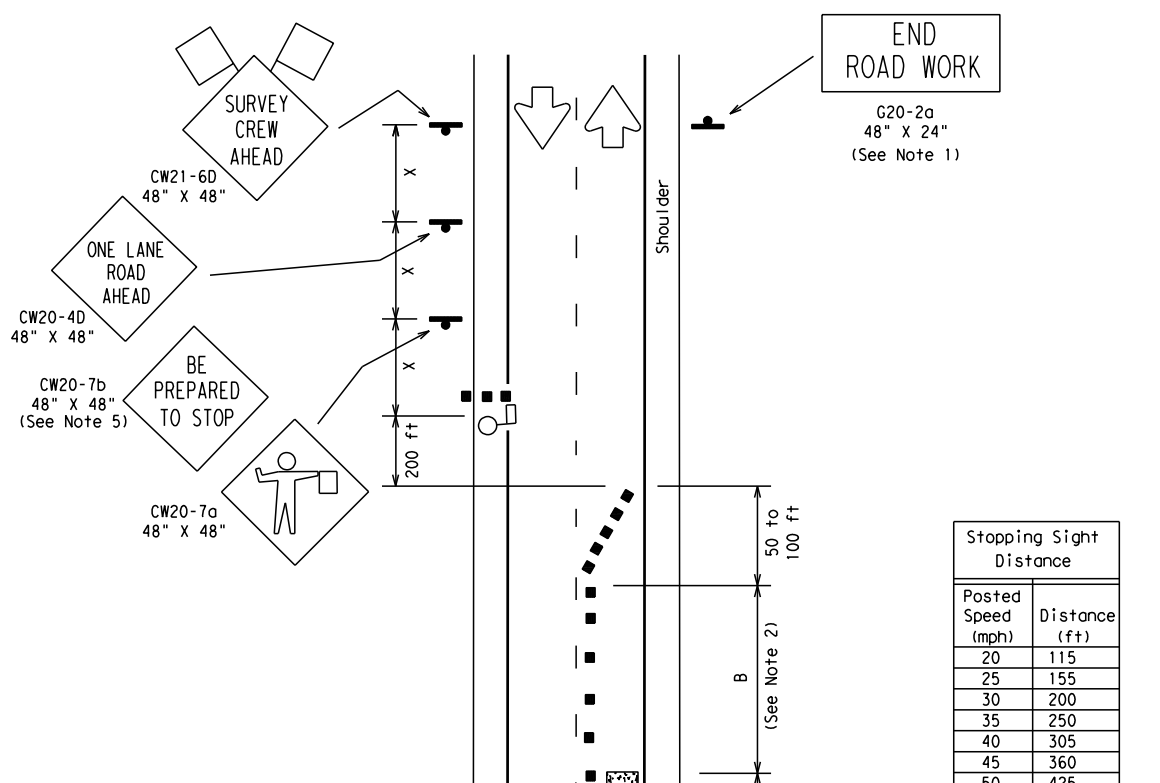 SURVEY
CREW
AHEAD
CW21-6D
48" X 48"
ONE LANE
ROAD
AHEAD
CW20-4D
48" X 48"
BE
PREPARED
TO STOP
CW20-7b
48" X 48"
(See Note 5)
CW20-7a
48" X 48"
X
X
X
200 ft
Shoulder
END
ROAD WORK
G20-2a
48" X 24"
(See Note 1)
50 to
100 ft
B
(See Note 2)
Stopping Sight
Distance
Posted
Speed
(mph)
Distance
(ft)
20 115
25 155
30 200
35 250
40 305
45 360
50 425